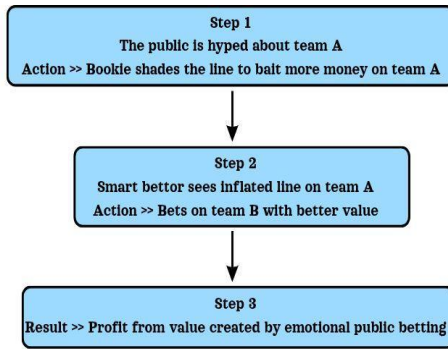 Step 1
The public is hyped about team A
Action >> Bookie shades the line to bait more money on team A
Step 2
Smart bettor sees inflated line on team A
Action >> Bets on team B with better value
Step 3
Result >> Profit from value created by emotional public betting